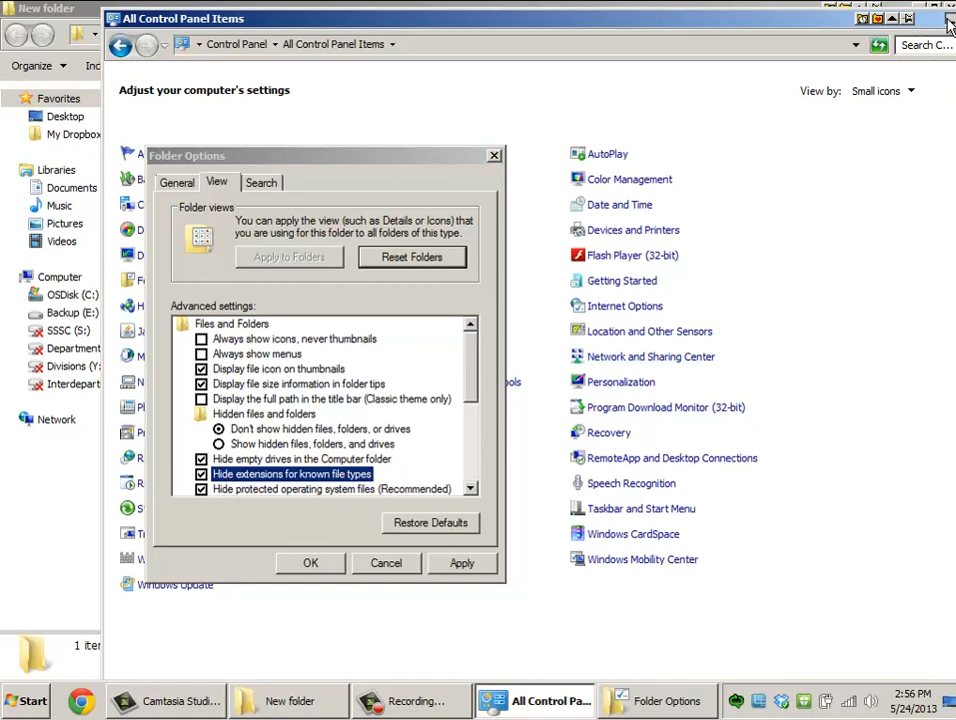 New folder
All Control Panel Items
Control Panel
All Control Panel Items
Search C...
Organize
Inc
Adjust your computer's settings
View by:
Small icons
Favorites
Desktop
My Dropbox
Libraries
Documents
Music
Pictures
Videos
Computer
OSDisk (C:)
Backup (E:)
SSSC (S:)
Department
Divisions (Y:
Interdepart
Network
1 iter
Folder Options
General
View
Search
Folder views
You can apply the view (such as Details or Icons) that
you are using for this folder to all folders of this type.
Apply to Folders
Reset Folders
Advanced settings:
Files and Folders
Always show icons, never thumbnails
Always show menus
Display file icon on thumbnails
Display file size information in folder tips
Display the full path in the title bar (Classic theme only)
Hidden files and folders
Don't show hidden files, folders, or drives
Show hidden files, folders, and drives
Hide empty drives in the Computer folder
Hide extensions for known file types
Hide protected operating system files (Recommended)
Restore Defaults
OK
Cancel
Apply
Windows Update
AutoPlay
Color Management
Date and Time
Devices and Printers
Flash Player (32-bit)
Getting Started
Internet Options
Location and Other Sensors
Network and Sharing Center
Personalization
Program Download Monitor (32-bit)
Recovery
RemoteApp and Desktop Connections
Speech Recognition
Taskbar and Start Menu
Windows CardSpace
Windows Mobility Center
ools
Start
Camtasia Studi...
New folder
Recording...
All Control Pa...
Folder Options
2:56 PM
5/24/2013